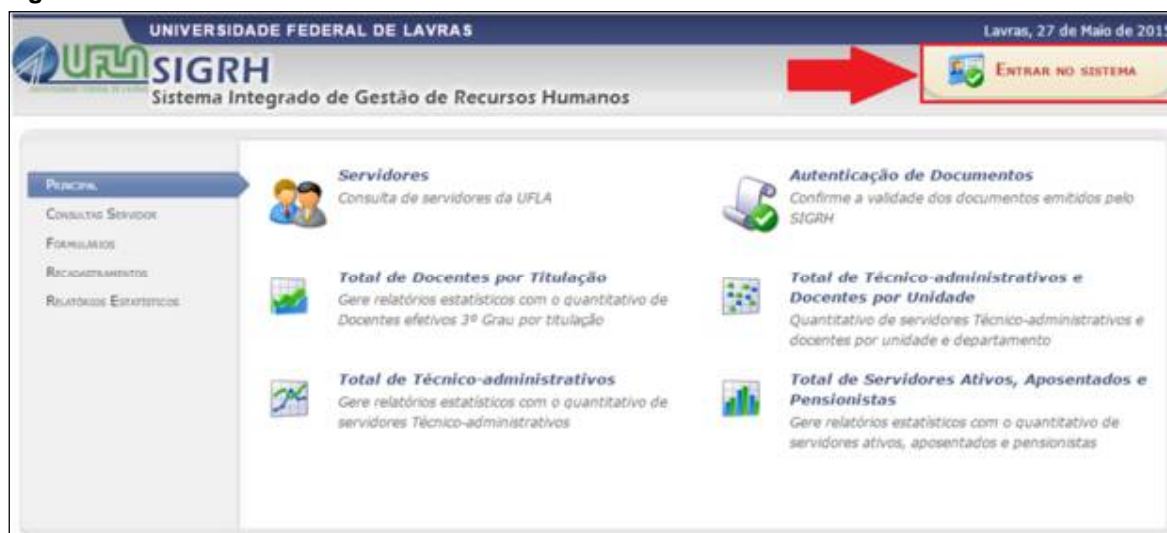 UNIVERSIDADE FEDERAL DE LAVRAS
Lavras, 27 de Maio de 2015
UFLA
SIGRH
Sistema Integrado de Gestão de Recursos Humanos
ENTRAR NO SISTEMA
PRINCIPAL
CONSULTAS SERVIDOR
FORMULÁRIOS
RECADASTRAMENTOS
RELATÓRIOS ESTATÍSTICOS
Servidores
Consulta de servidores da UFLA
Autenticação de Documentos
Confirme a validade dos documentos emitidos pelo
SIGRH
Total de Docentes por Titulação
Gere relatórios estatísticos com o quantitativo de
Docentes efetivos 3º Grau por titulação
Total de Técnico-administrativos e
Docentes por Unidade
Quantitativo de servidores Técnico-administrativos e
docentes por unidade e departamento
Total de Técnico-administrativos
Gere relatórios estatísticos com o quantitativo de
servidores Técnico-administrativos
Total de Servidores Ativos, Aposentados e
Pensionistas
Gere relatórios estatísticos com o quantitativo de
servidores ativos, aposentados e pensionistas